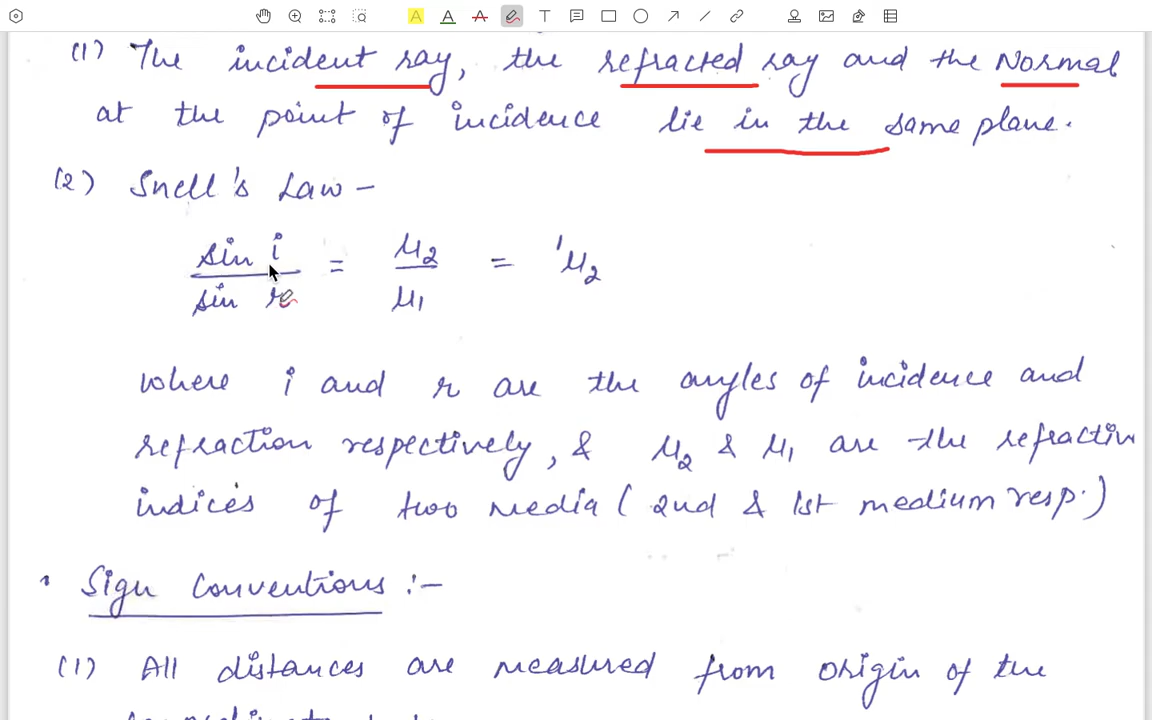 (1) The incident ray, the refracted ray and the Normal
at the point of incidence lie in the same plane.
(2) Snell's Law -
sin i / sin r = μ2 / μ1 = ¹μ2
where i and r are the angles of incidence and
refraction respectively, & μ2 & μ1 are the refractiv
indices of two media (2nd & 1st medium resp.)
Sign Conventions :-
(1) All distances are measured from origin of the